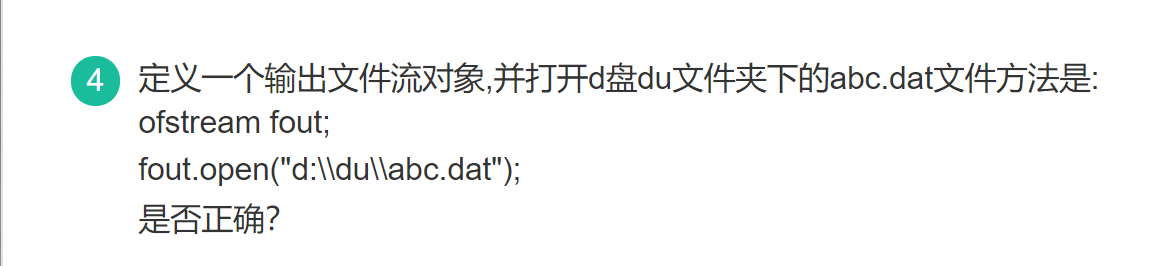 4 定义一个输出文件流对象,并打开d盘du文件夹下的abc.dat文件方法是:
ofstream fout;
fout.open("d:\\du\\abc.dat");
是否正确?